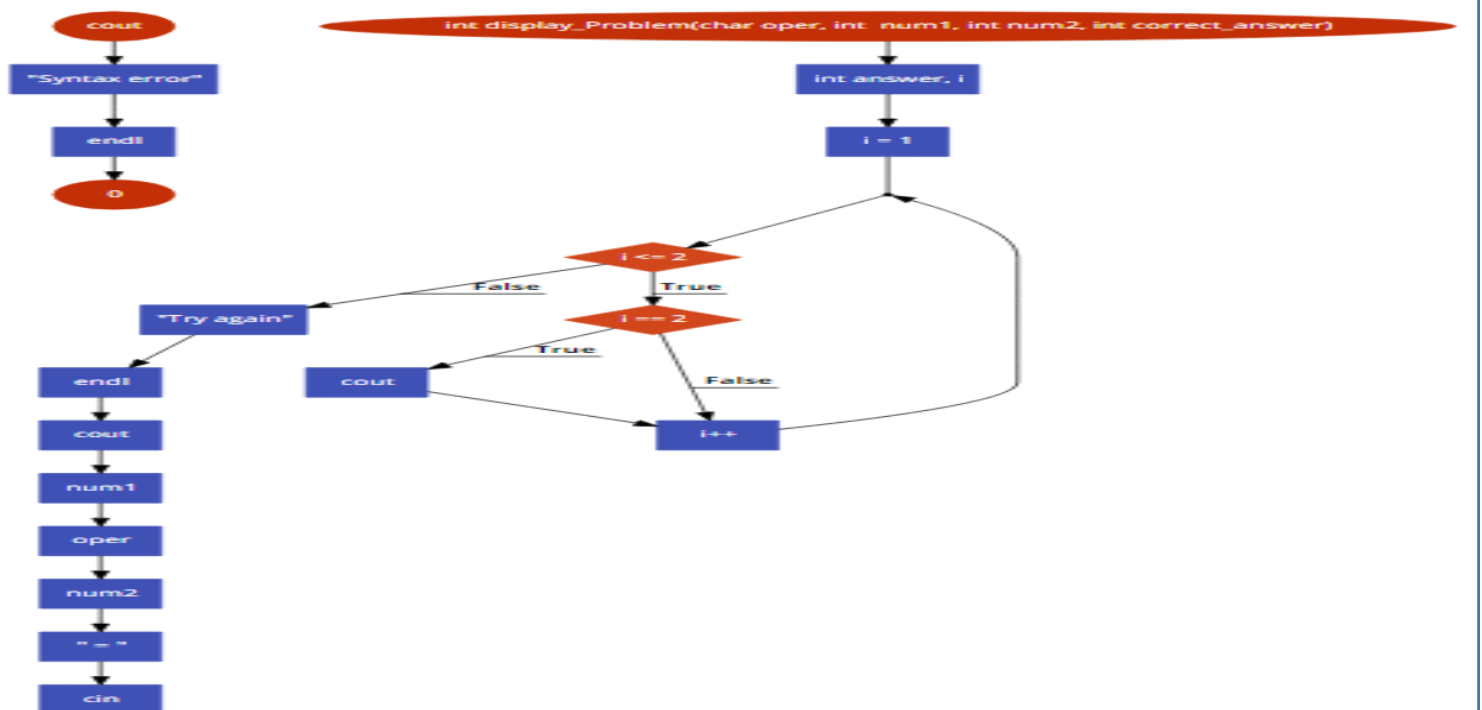 cout
int display_Problem(char oper, int num1, int num2, int correct_answer)
"Syntax error"
int answer, i
endl
i = 1
0
i <= 2
False
True
"Try again"
i == 2
True
endl
cout
False
cout
i++
num1
oper
num2
" = "
cin